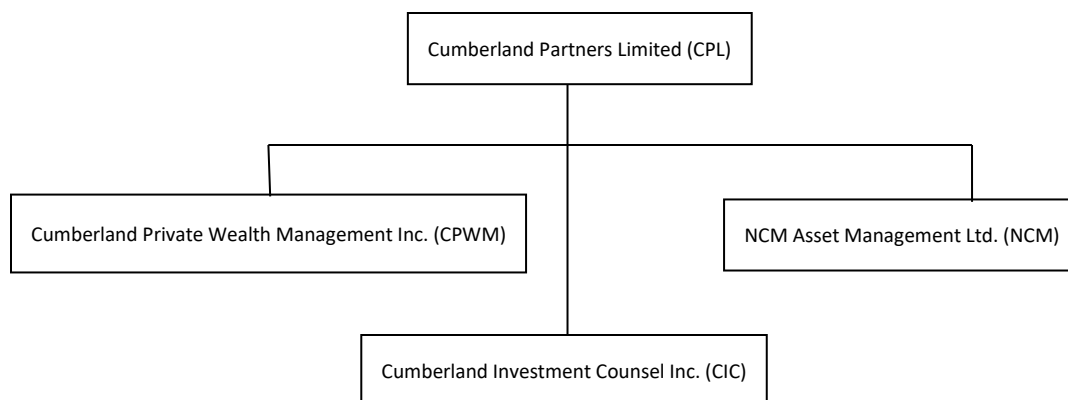 Cumberland Partners Limited (CPL)
Cumberland Private Wealth Management Inc. (CPWM)
NCM Asset Management Ltd. (NCM)
Cumberland Investment Counsel Inc. (CIC)